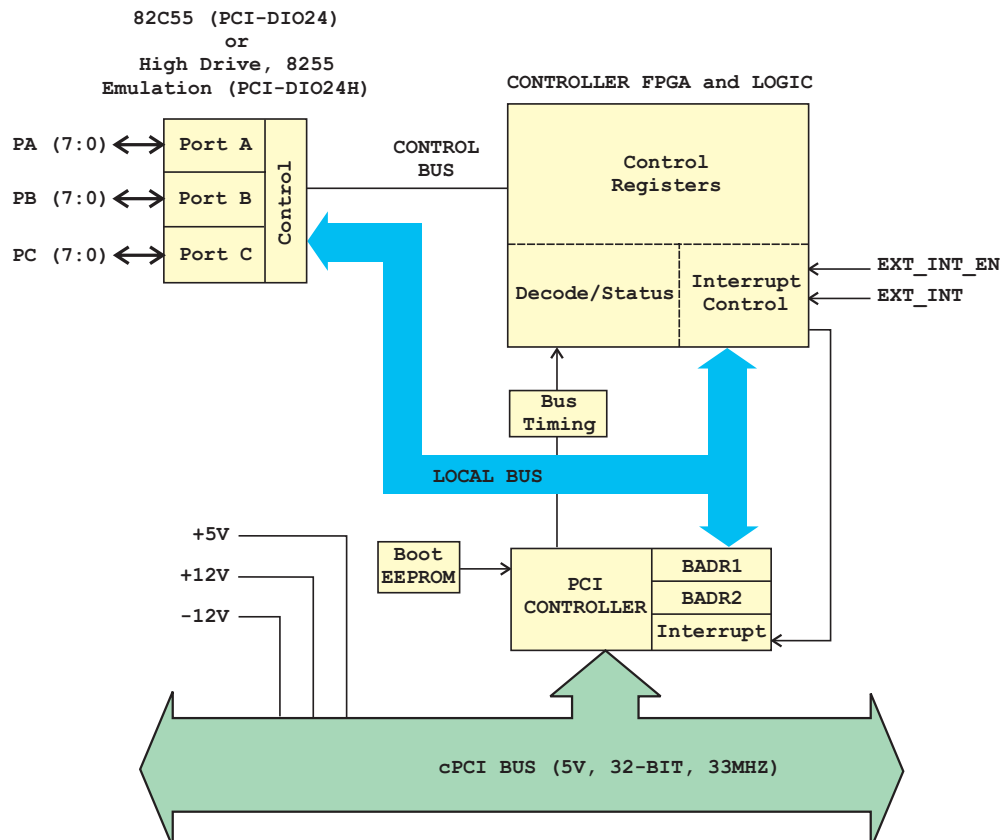 82C55 (PCI-DIO24)
or
High Drive, 8255
Emulation (PCI-DIO24H)
CONTROLLER FPGA and LOGIC
PA (7:0)
Port A
PB (7:0)
Port B
PC (7:0)
Port C
Control
CONTROL
BUS
Control
Registers
Decode/Status
Interrupt
Control
EXT_INT_EN
EXT_INT
Bus
Timing
LOCAL BUS
+5V
+12V
-12V
Boot
EEPROM
PCI
CONTROLLER
BADR1
BADR2
Interrupt
cPCI BUS (5V, 32-BIT, 33MHZ)